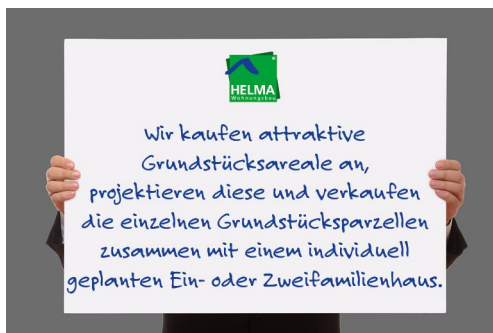 HELMA
Wohnungsbau
Wir kaufen attraktive
Grundstücksareale an,
projektieren diese und verkaufen
die einzelnen Grundstücksparzellen
zusammen mit einem individuell
geplanten Ein- oder Zweifamilienhaus.